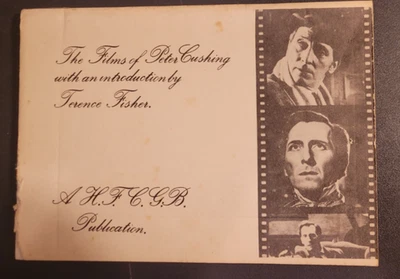 The Films of Peter Cushing
with an introduction by
Terence Fisher.
A H.F.C.G.B.
Publication.